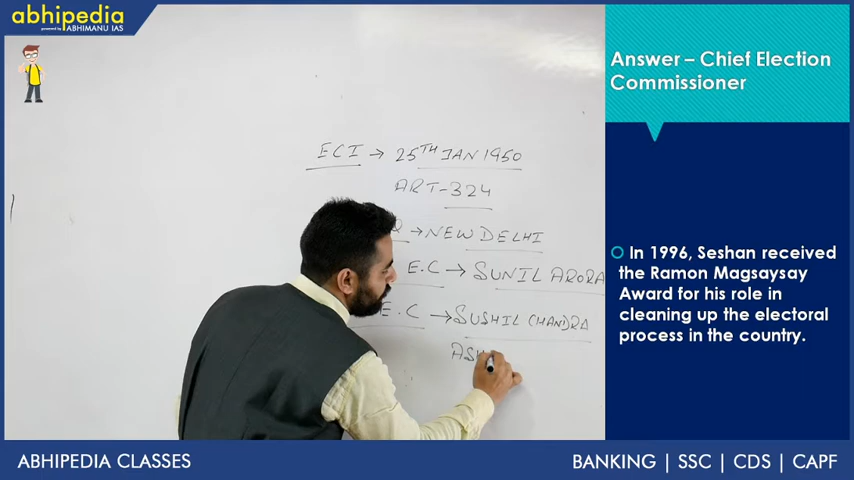 abhipedia
powered by ABHIMANU IAS
Answer – Chief Election
Commissioner
ECI → 25TH JAN 1950
ART-324
→ NEW DELHI
E.C → SUNIL ARORA
E.C → SUSHIL CHANDRA
AS
In 1996, Seshan received
the Ramon Magsaysay
Award for his role in
cleaning up the electoral
process in the country.
ABHIPEDIA CLASSES
BANKING | SSC | CDS | CAPF